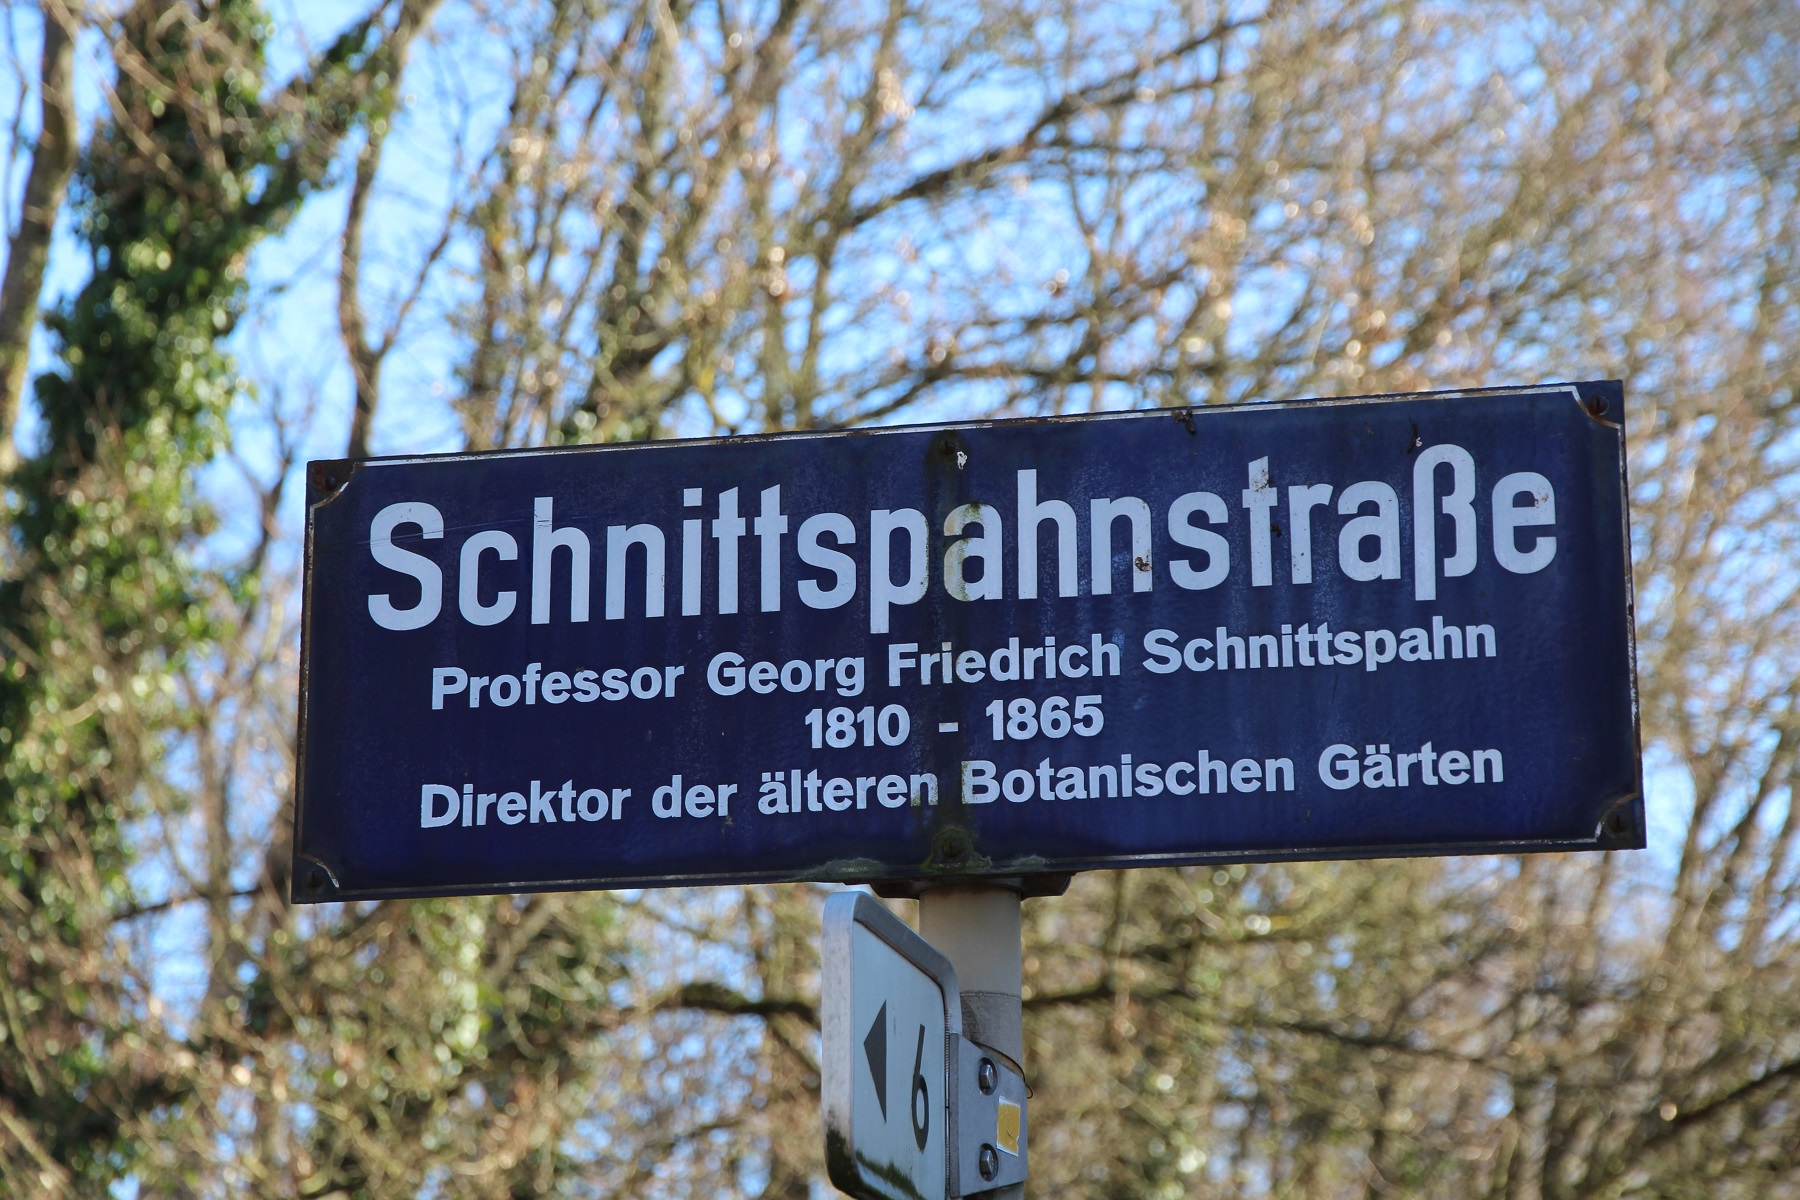 Schnittspahnstraße
Professor Georg Friedrich Schnittspahn
1810 - 1865
Direktor der älteren Botanischen Gärten
6